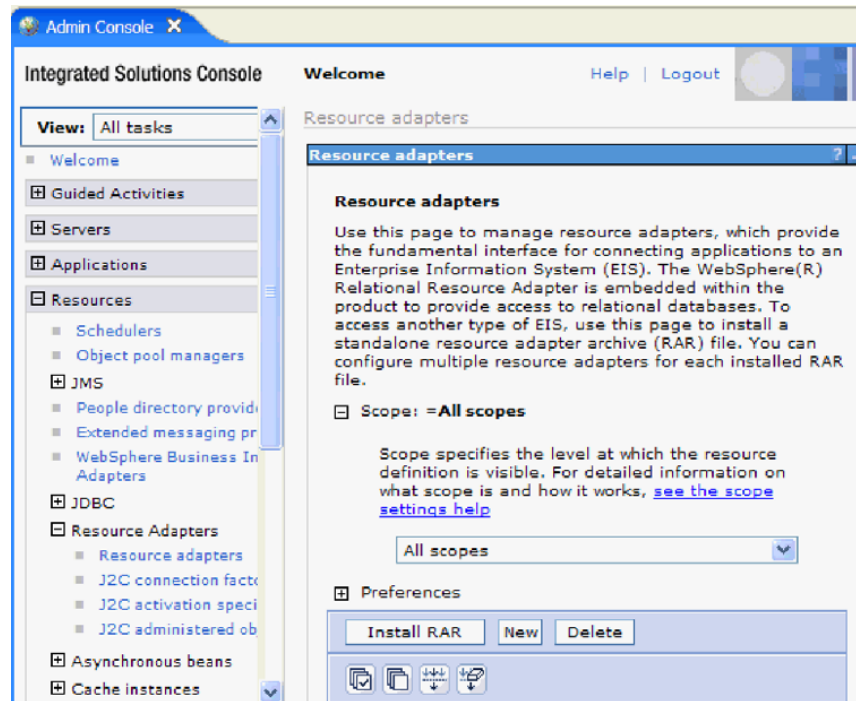 Admin Console
Integrated Solutions Console
Welcome
Help | Logout
View: All tasks
Welcome
Guided Activities
Servers
Applications
Resources
Schedulers
Object pool managers
JMS
People directory provid
Extended messaging pr
WebSphere Business In
Adapters
JDBC
Resource Adapters
Resource adapters
J2C connection facto
J2C activation speci
J2C administered ob
Asynchronous beans
Cache instances
Resource adapters
Resource adapters
?
Resource adapters
Use this page to manage resource adapters, which provide
the fundamental interface for connecting applications to an
Enterprise Information System (EIS). The WebSphere(R)
Relational Resource Adapter is embedded within the
product to provide access to relational databases. To
access another type of EIS, use this page to install a
standalone resource adapter archive (RAR) file. You can
configure multiple resource adapters for each installed RAR
file.
Scope: =All scopes
Scope specifies the level at which the resource
definition is visible. For detailed information on
what scope is and how it works, see the scope
settings help
All scopes
Preferences
Install RAR
New
Delete